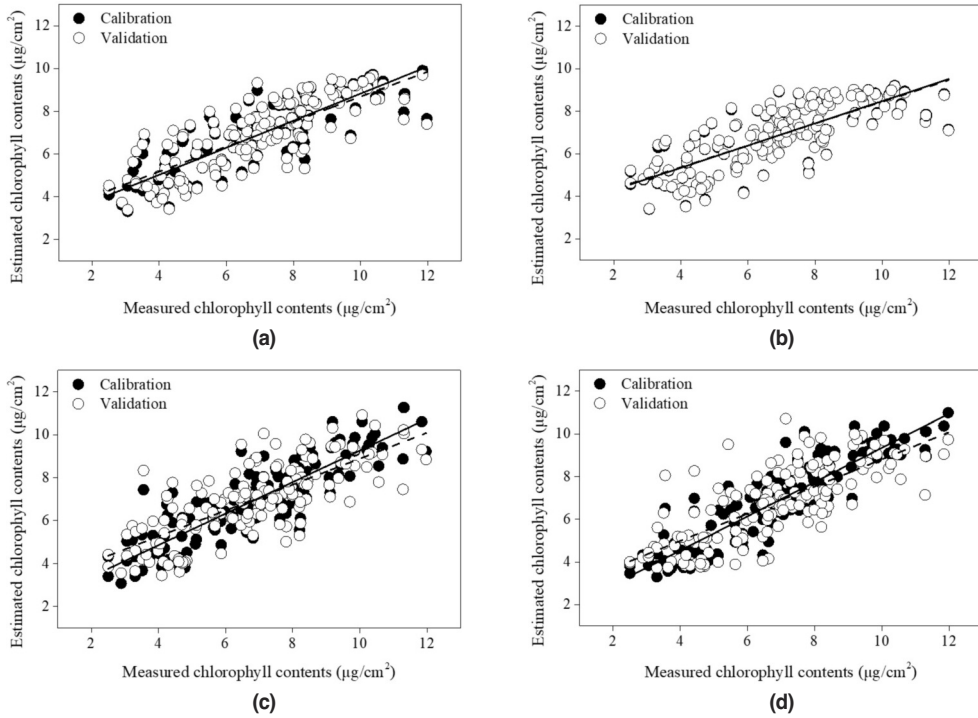 Calibration
Validation
12
10
8
6
4
2
Estimated chlorophyll contents (μg/cm²)
2 4 6 8 10 12
Measured chlorophyll contents (μg/cm²)
(a)
Calibration
Validation
12
10
8
6
4
2
Estimated chlorophyll contents (μg/cm²)
2 4 6 8 10 12
Measured chlorophyll contents (μg/cm²)
(b)
Calibration
Validation
12
10
8
6
4
2
Estimated chlorophyll contents (μg/cm²)
2 4 6 8 10 12
Measured chlorophyll contents (μg/cm²)
(c)
Calibration
Validation
12
10
8
6
4
2
Estimated chlorophyll contents (μg/cm²)
2 4 6 8 10 12
Measured chlorophyll contents (μg/cm²)
(d)